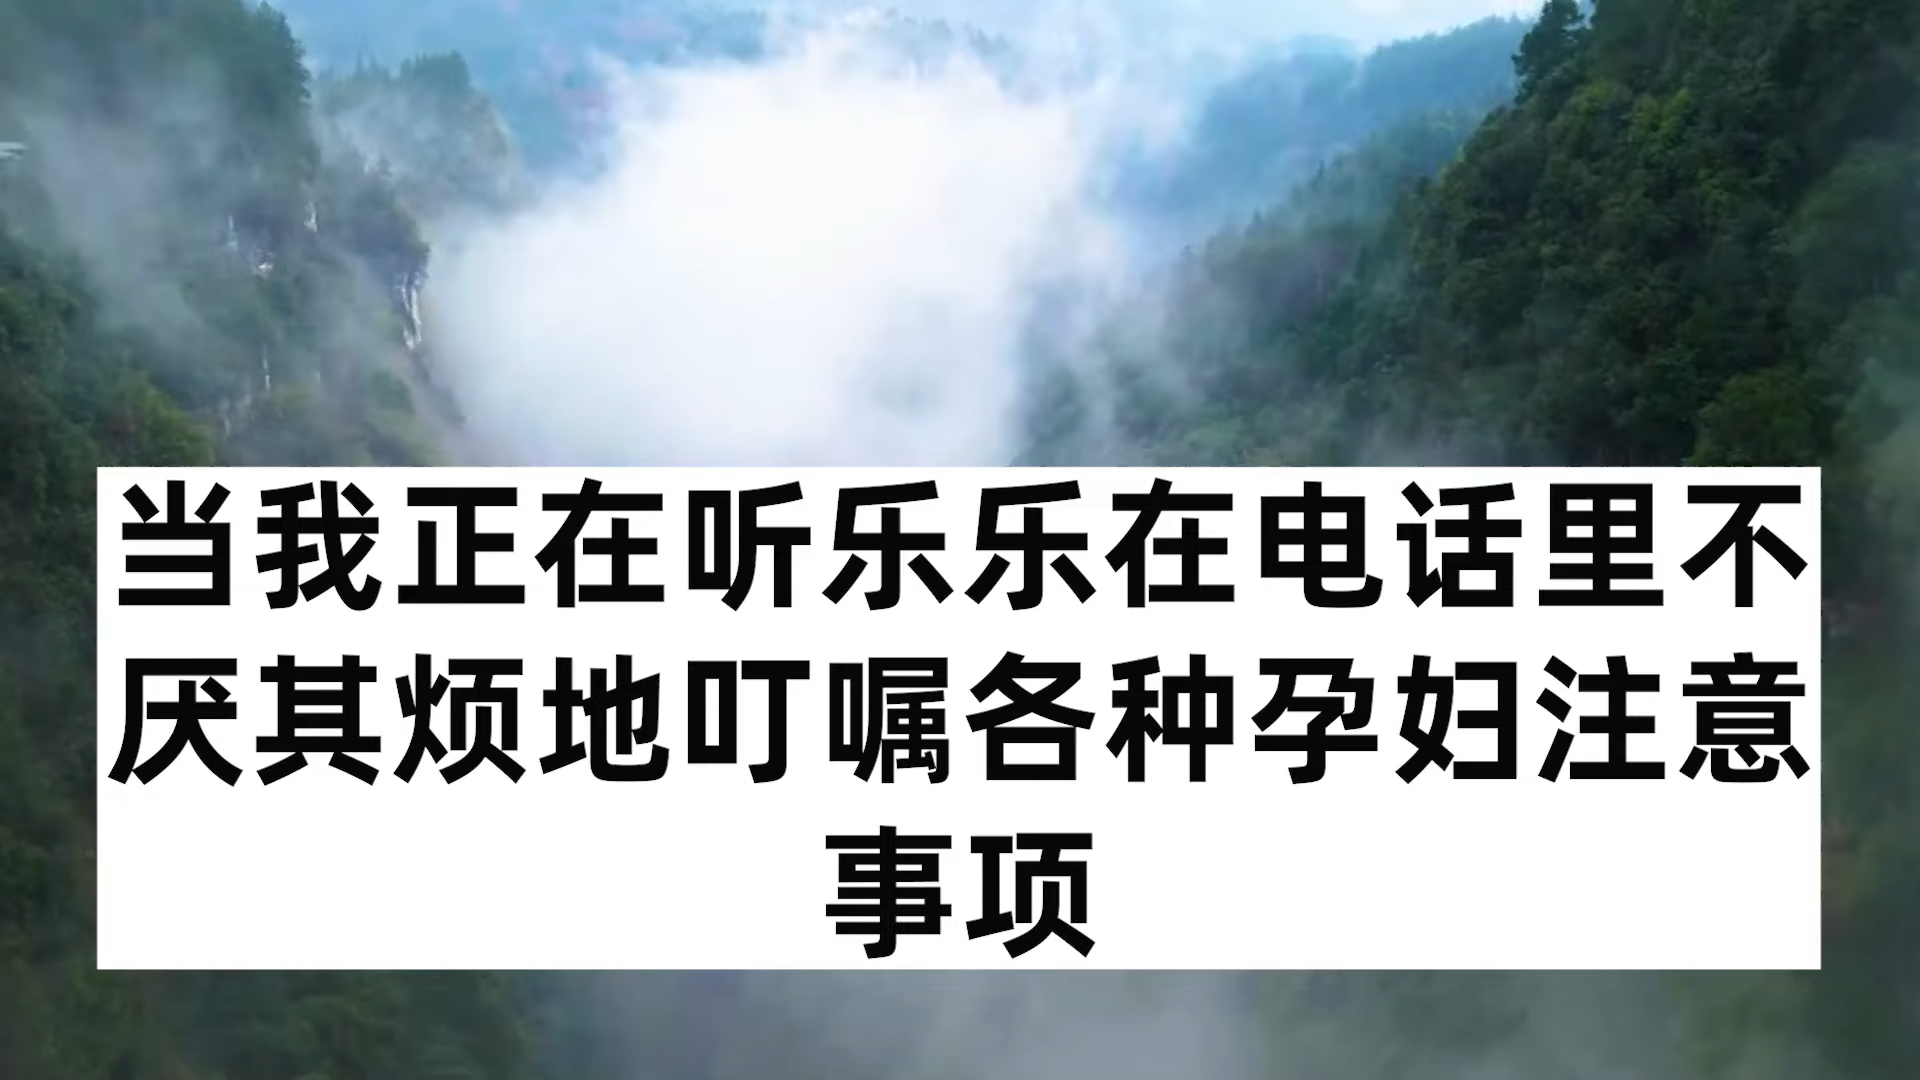 当我正在听乐乐在电话里不
厌其烦地叮嘱各种孕妇注意
事项